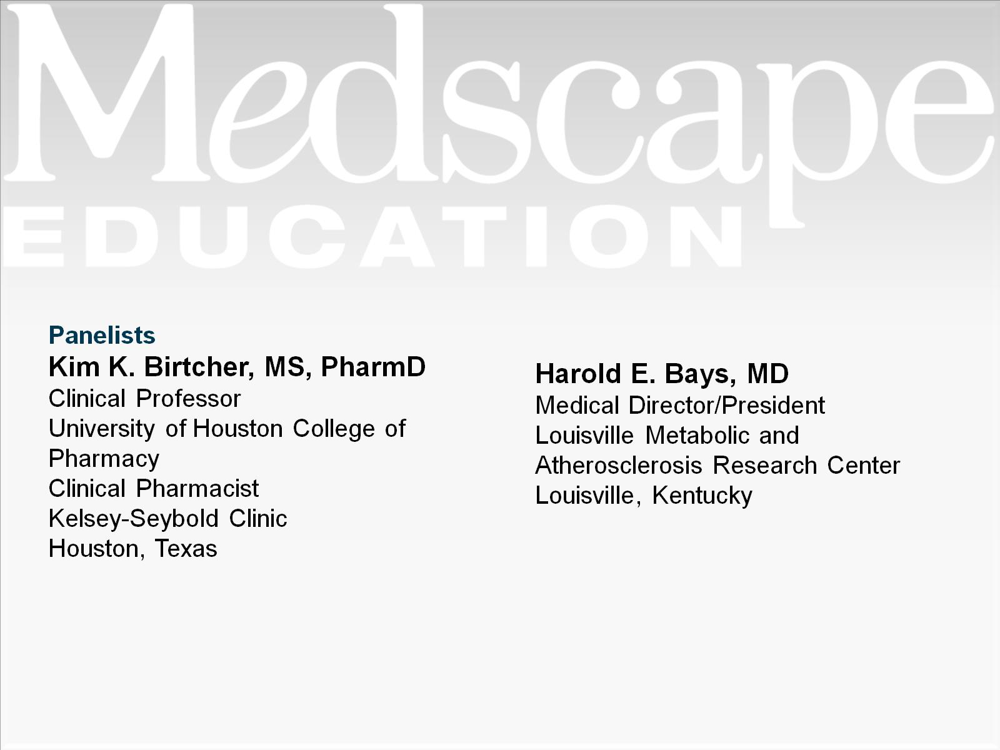 Medscape
EDUCATION
Panelists
Kim K. Birtcher, MS, PharmD
Clinical Professor
University of Houston College of
Pharmacy
Clinical Pharmacist
Kelsey-Seybold Clinic
Houston, Texas
Harold E. Bays, MD
Medical Director/President
Louisville Metabolic and
Atherosclerosis Research Center
Louisville, Kentucky